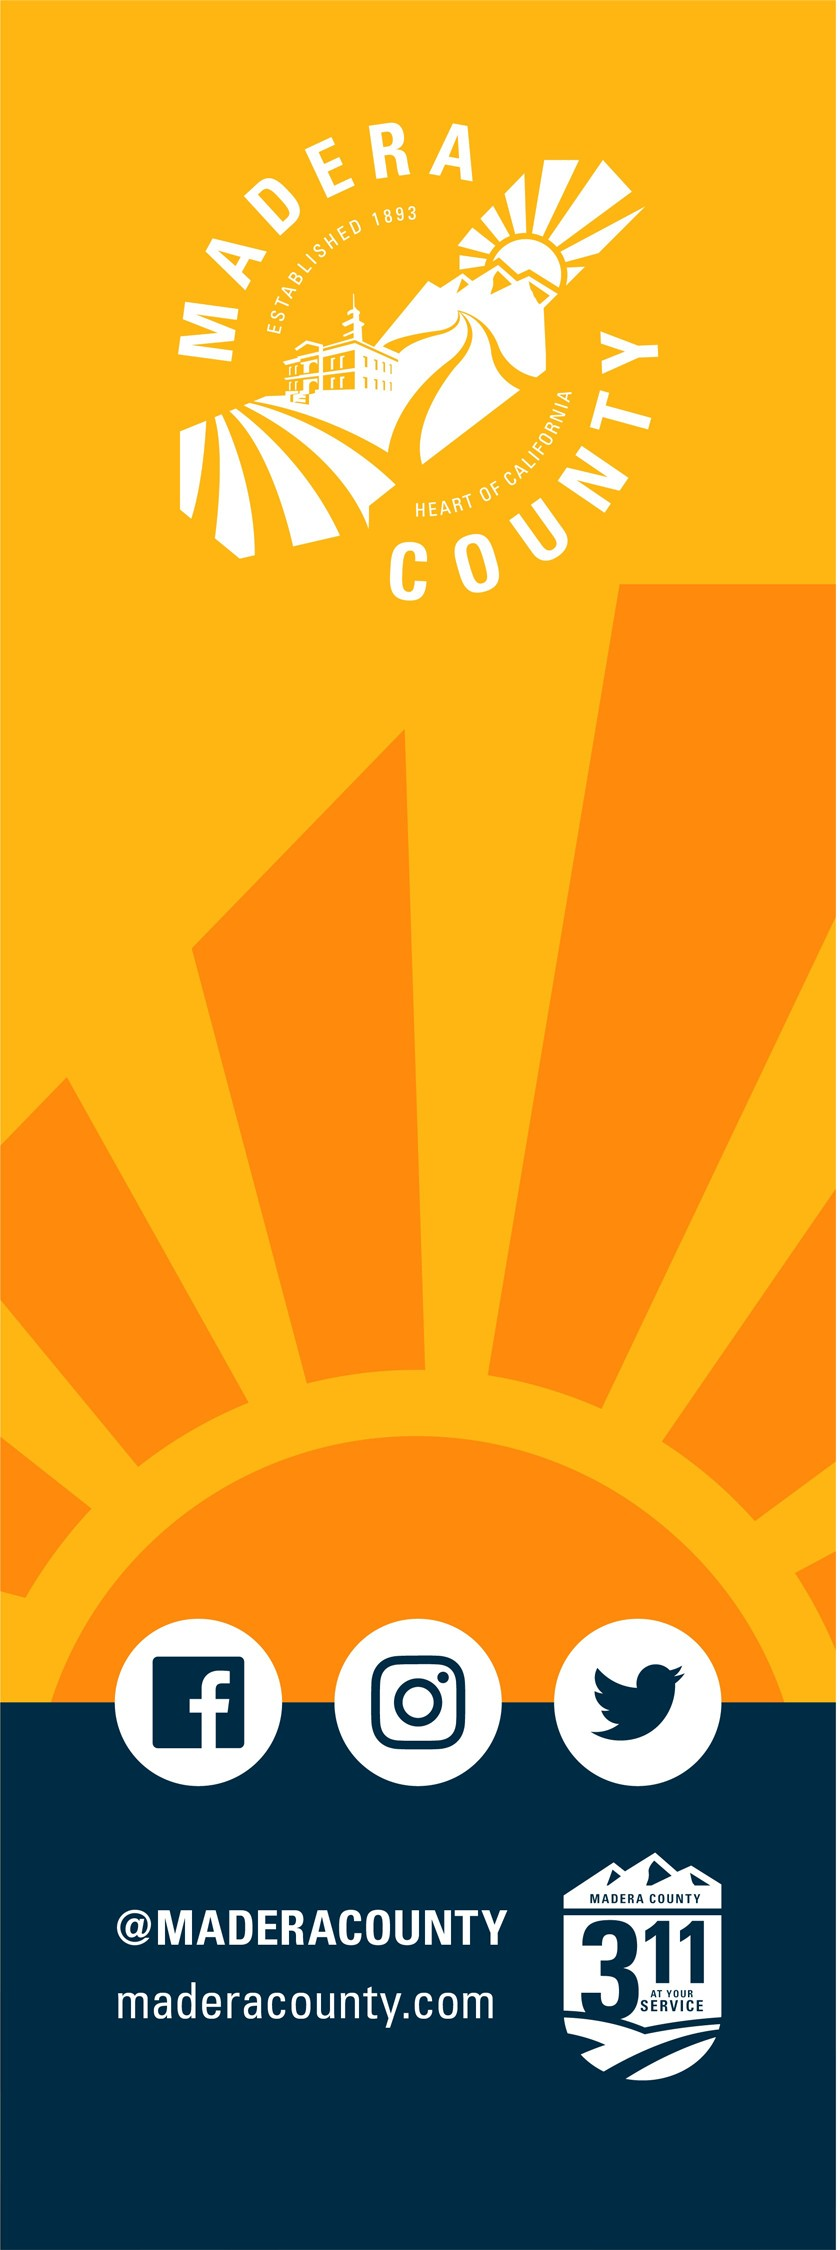 MADERA
ESTABLISHED 1893
HEART OF CALIFORNIA
COUNTY
@MADERACOUNTY
maderacounty.com
MADERA COUNTY
311
AT YOUR
SERVICE